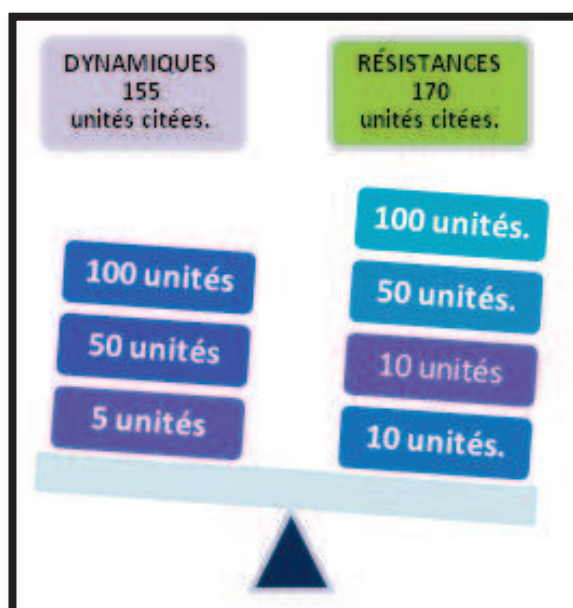 DYNAMIQUES
155
unités citées.
RÉSISTANCES
170
unités citées.
100 unités
50 unités
5 unités
100 unités.
50 unités.
10 unités
10 unités.